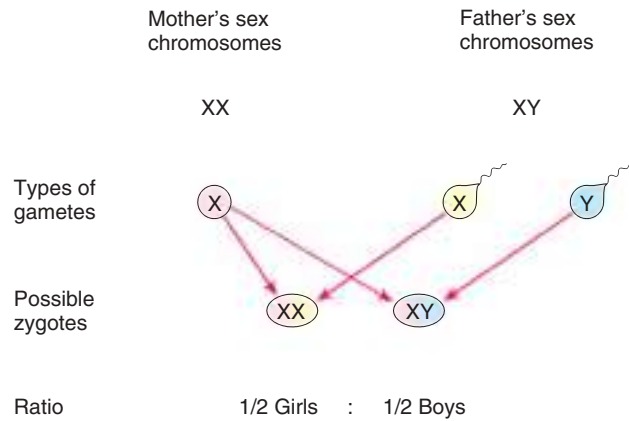 Mother's sex
chromosomes
Father's sex
chromosomes
XX
XY
Types of
gametes
X
X
Y
Possible
zygotes
XX
XY
Ratio
1/2 Girls : 1/2 Boys